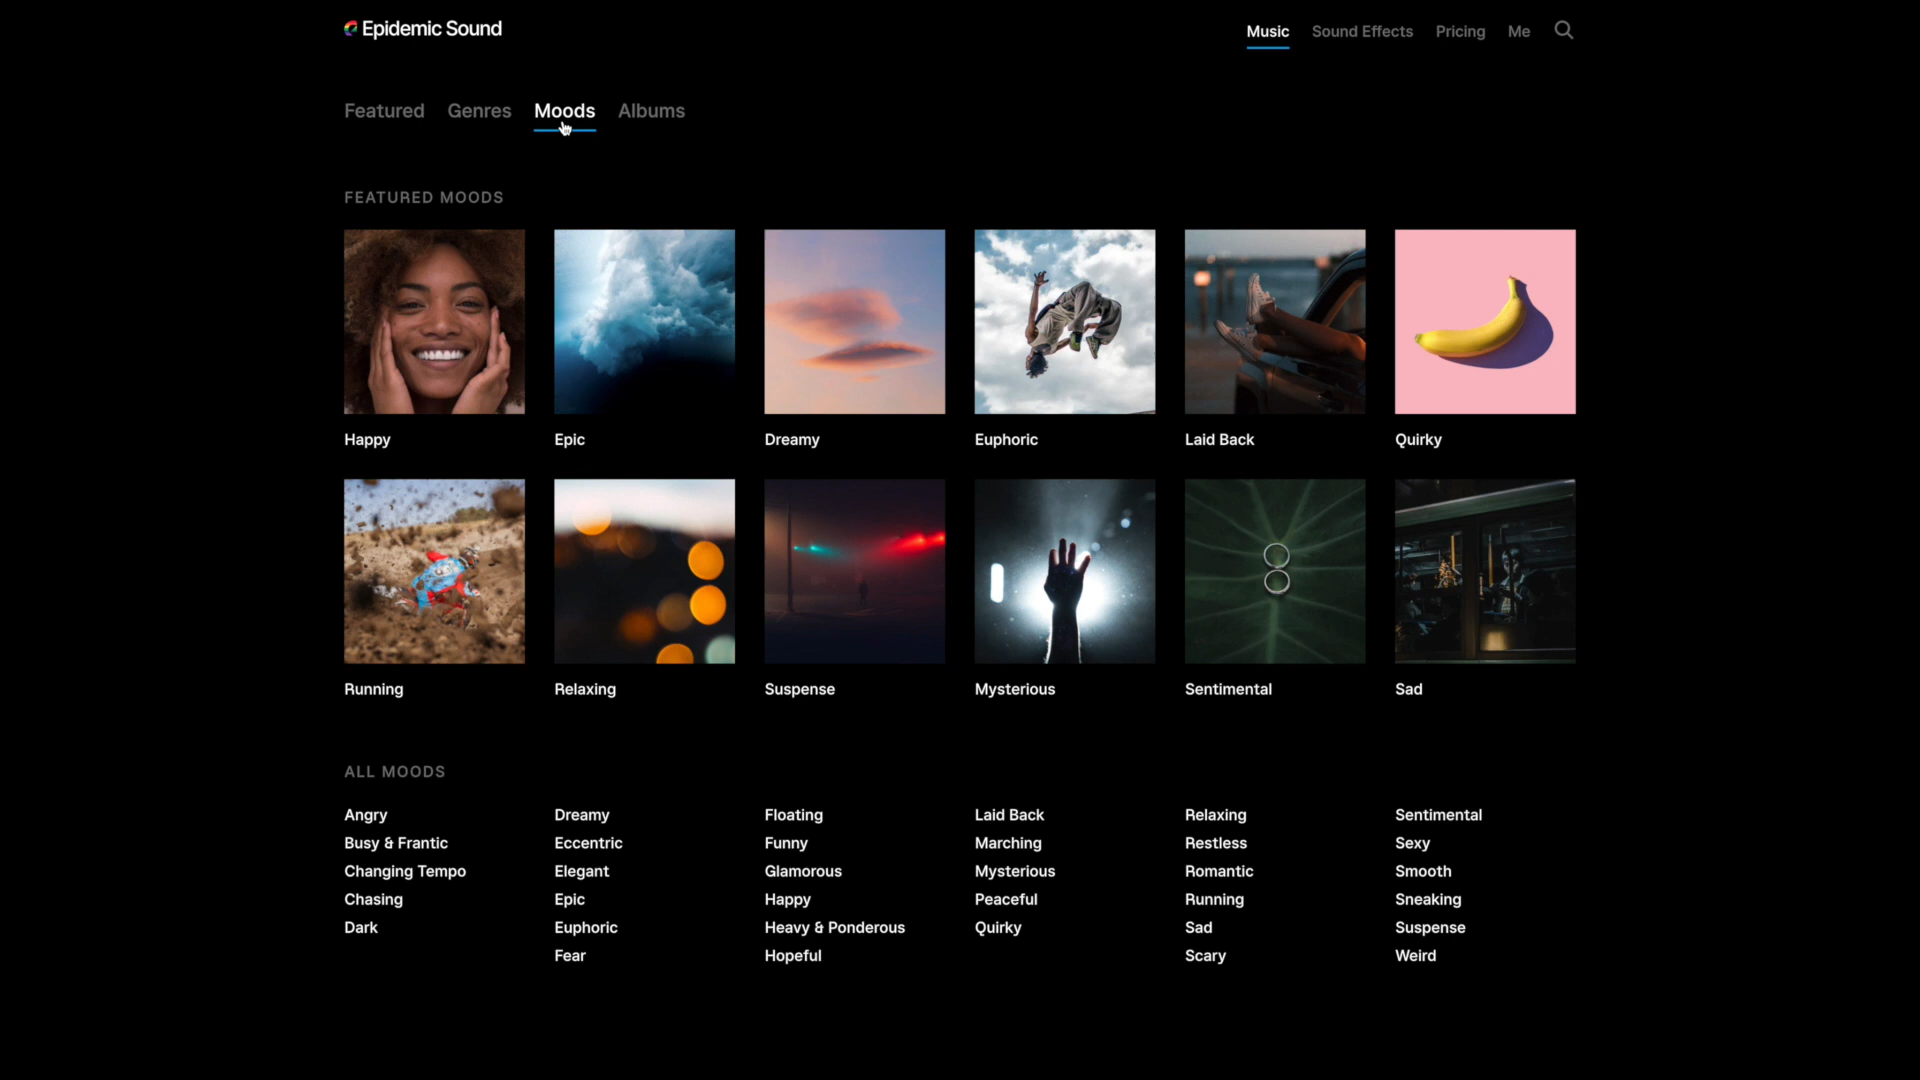 Epidemic Sound
Music Sound Effects Pricing Me
Featured Genres Moods Albums
FEATURED MOODS
Happy Epic Dreamy Euphoric Laid Back Quirky
Running Relaxing Suspense Mysterious Sentimental Sad
ALL MOODS
Angry Dreamy Floating Laid Back Relaxing Sentimental
Busy & Frantic Eccentric Funny Marching Restless Sexy
Changing Tempo Elegant Glamorous Mysterious Romantic Smooth
Chasing Epic Happy Peaceful Running Sneaking
Dark Euphoric Heavy & Ponderous Quirky Sad Suspense
Fear Hopeful Scary Weird